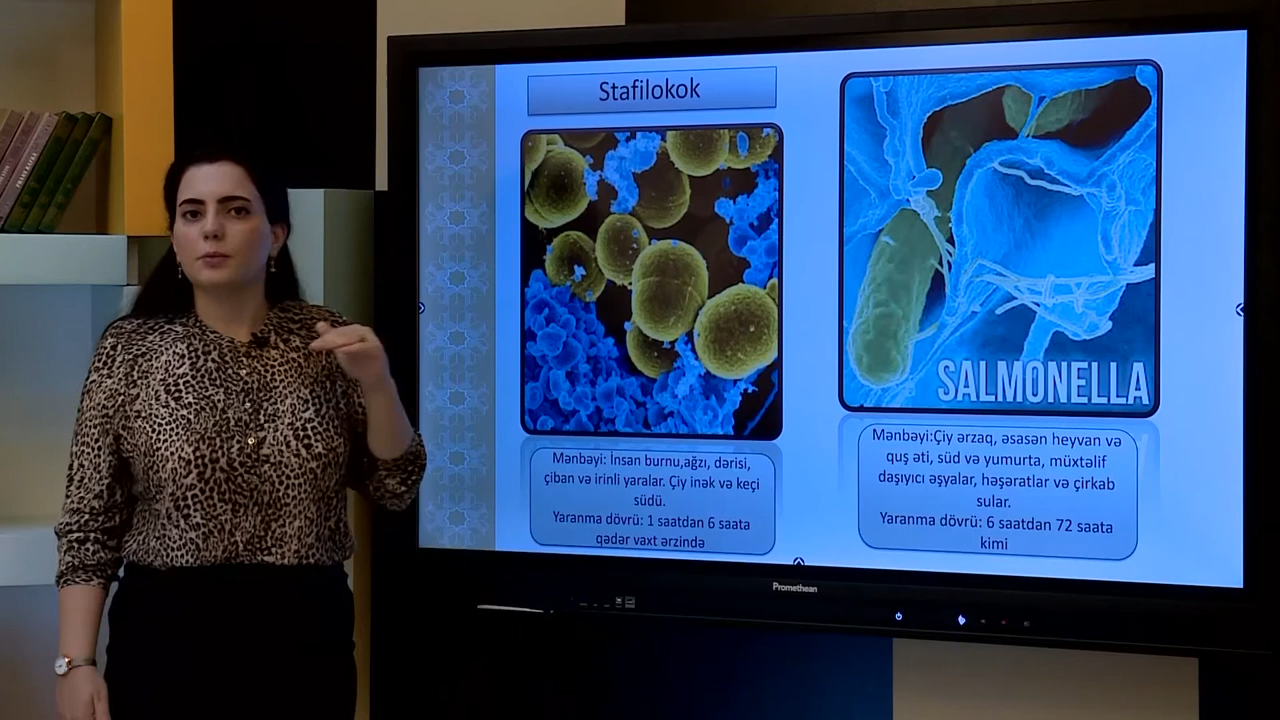 Stafilokok
SALMONELLA
Mənbəyi: İnsan burnu,ağzı, dərisi,
çiban və irinli yaralar. Çiy inək və keçi
südü.
Yaranma dövrü: 1 saatdan 6 saata
qədər vaxt ərzində
Mənbəyi:Çiy ərzaq, əsasən heyvan və
quş əti, süd və yumurta, müxtəlif
daşıyıcı əşyalar, həşəratlar və çirkab
sular.
Yaranma dövrü: 6 saatdan 72 saata
kimi
Promethean